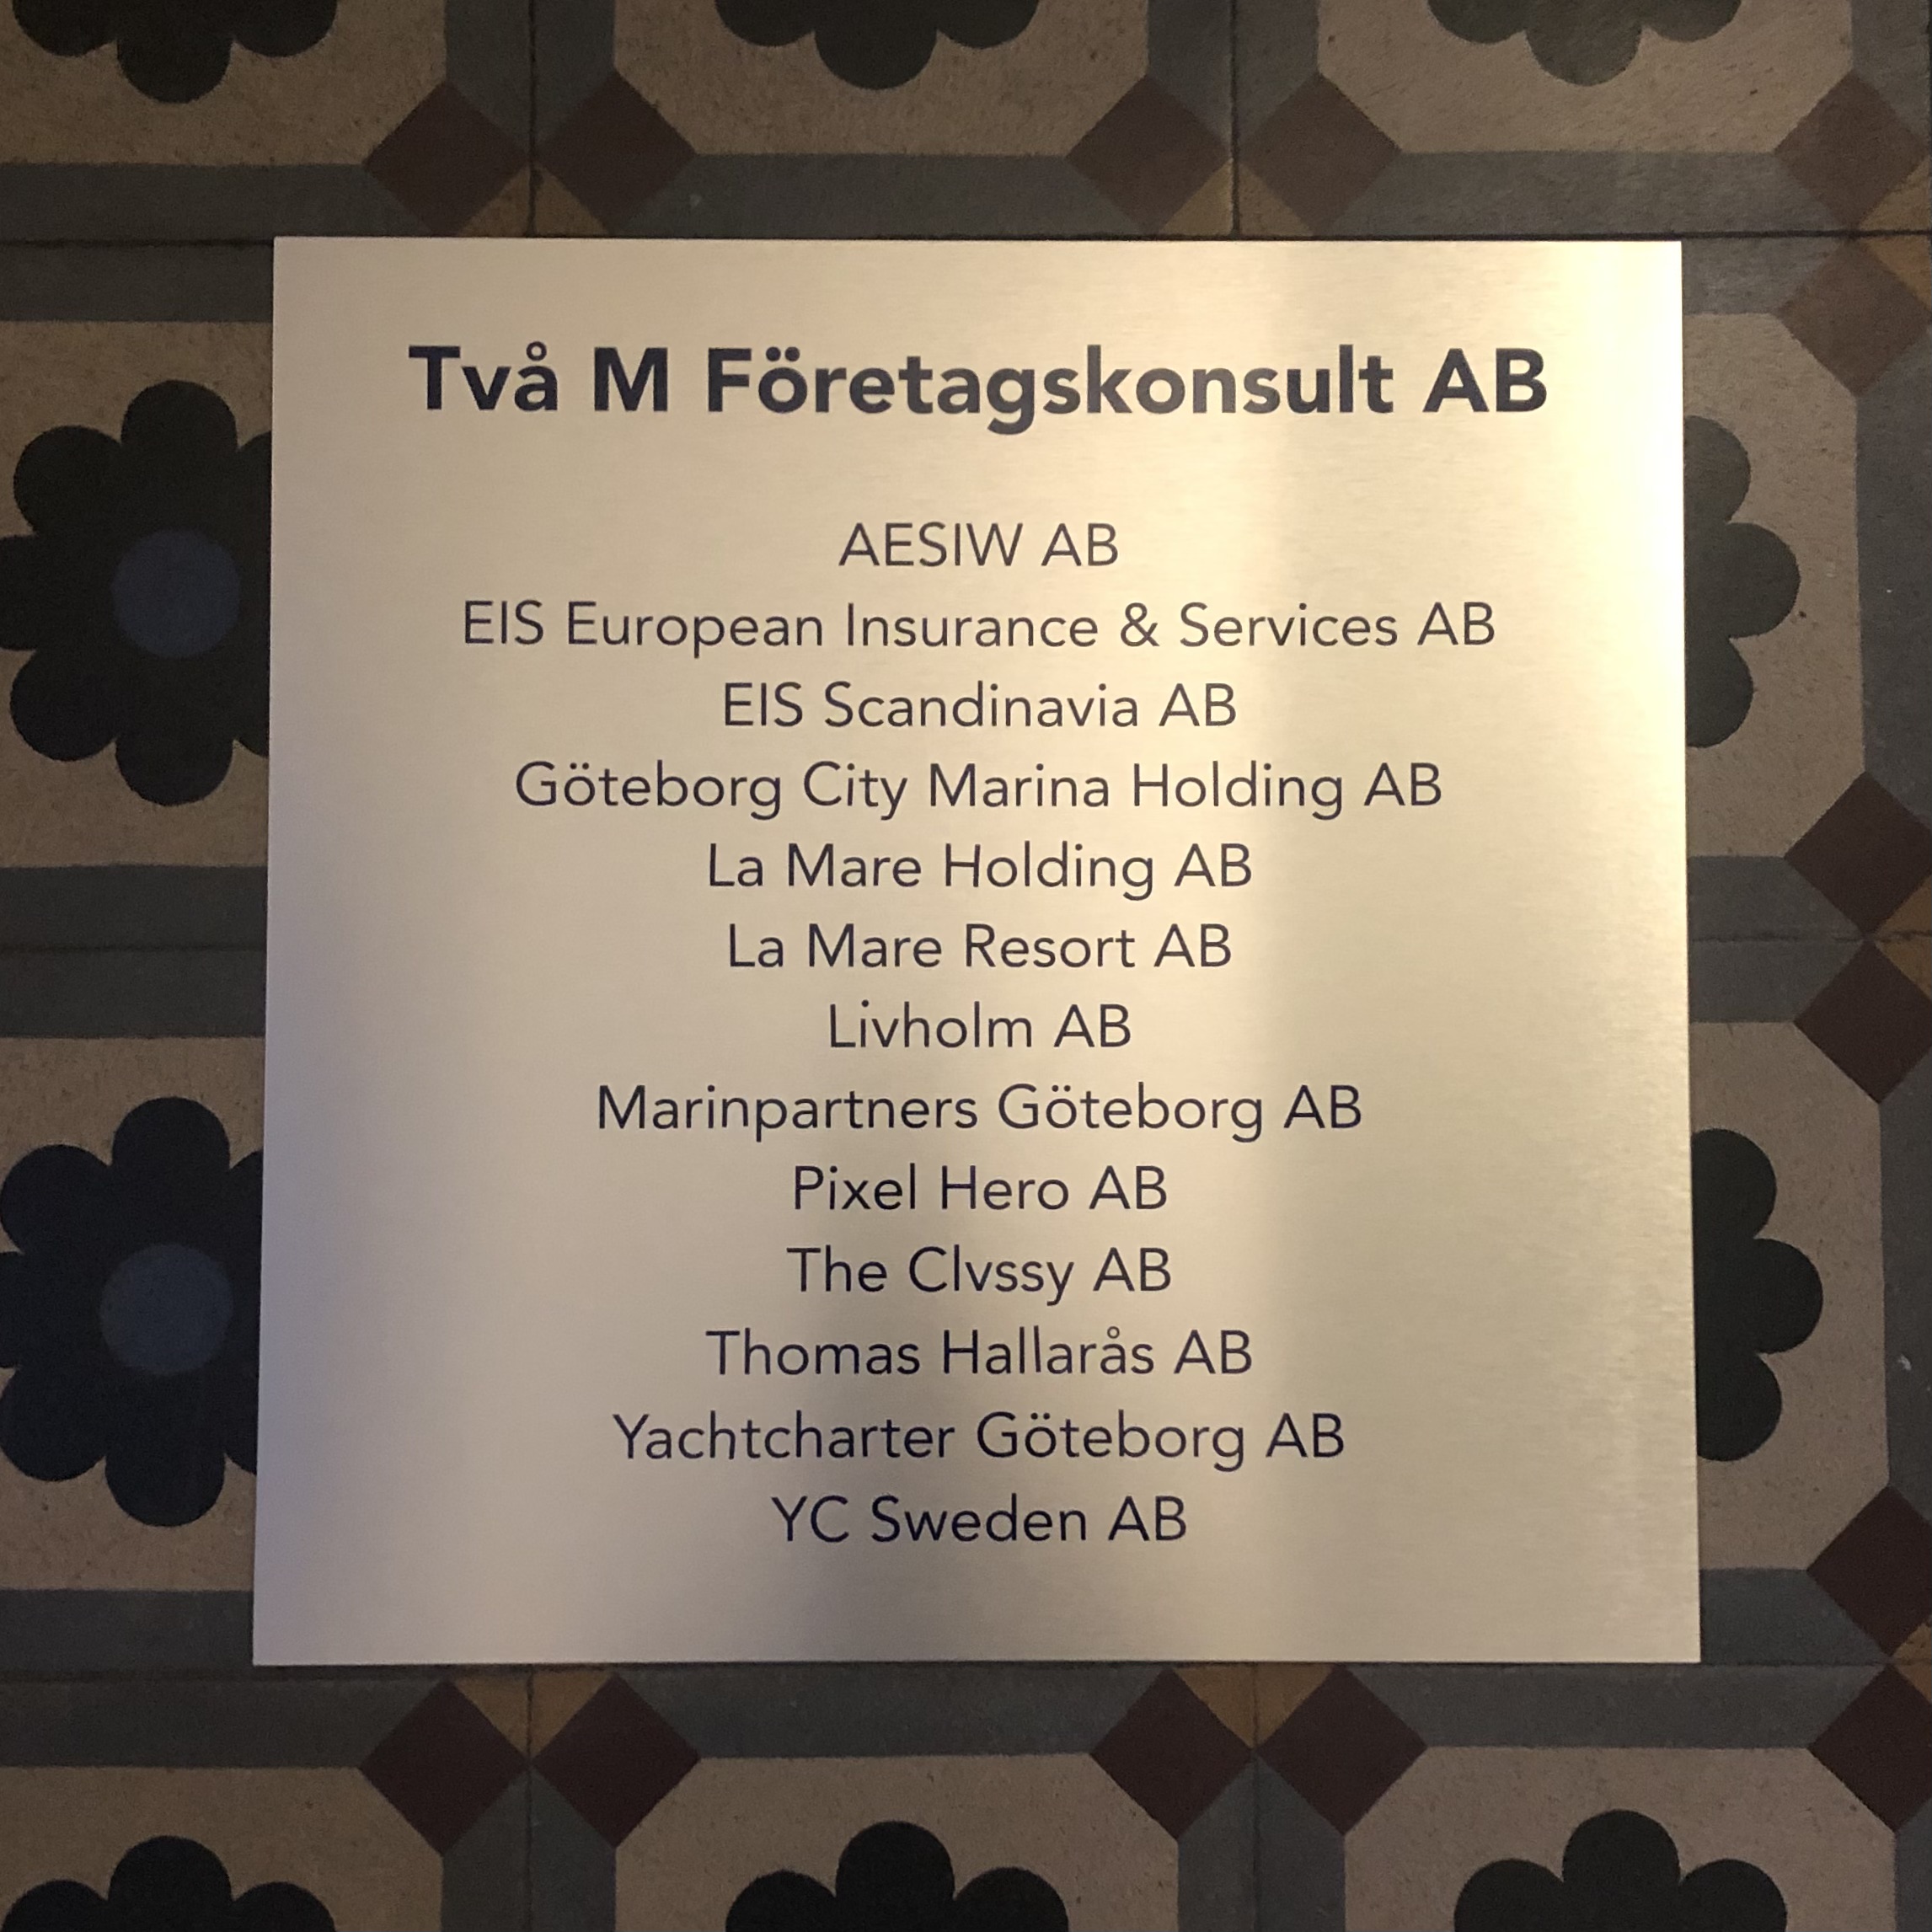 Två M Företagskonsult AB
AESIW AB
EIS European Insurance & Services AB
EIS Scandinavia AB
Göteborg City Marina Holding AB
La Mare Holding AB
La Mare Resort AB
Livholm AB
Marinpartners Göteborg AB
Pixel Hero AB
The Clvssy AB
Thomas Hallarås AB
Yachtcharter Göteborg AB
YC Sweden AB